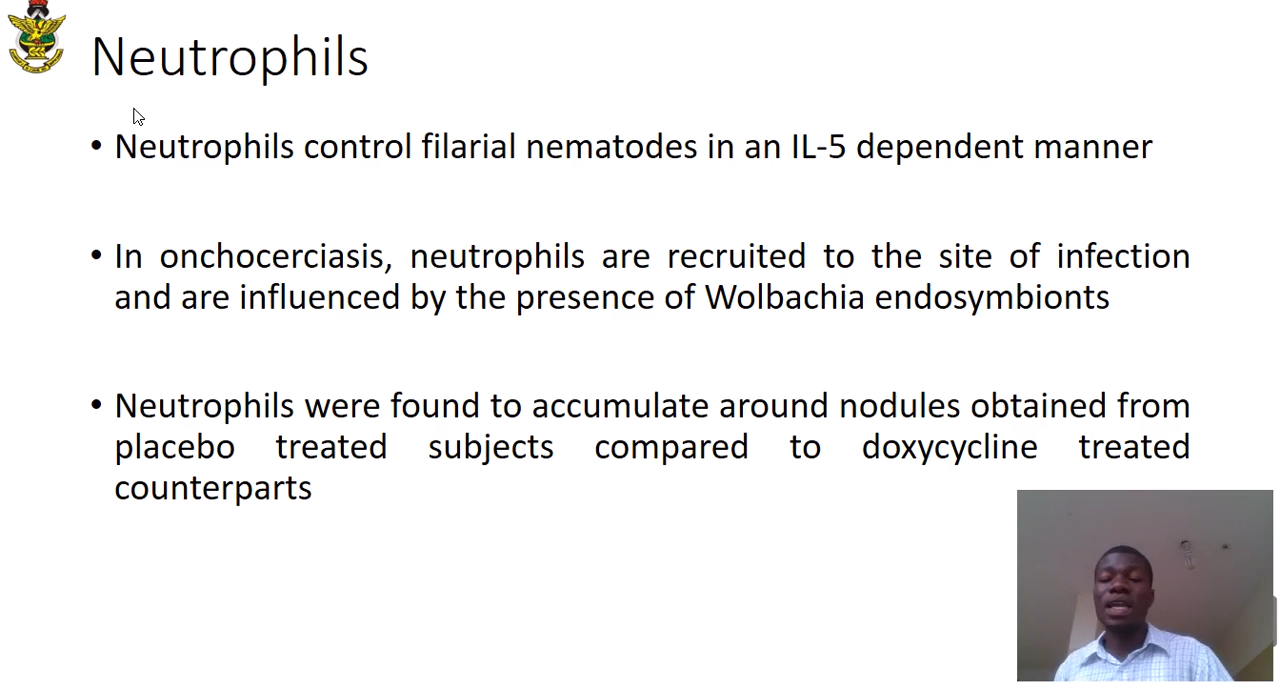 Neutrophils
• Neutrophils control filarial nematodes in an IL-5 dependent manner
• In onchocerciasis, neutrophils are recruited to the site of infection
and are influenced by the presence of Wolbachia endosymbionts
• Neutrophils were found to accumulate around nodules obtained from
placebo treated subjects compared to doxycycline treated
counterparts